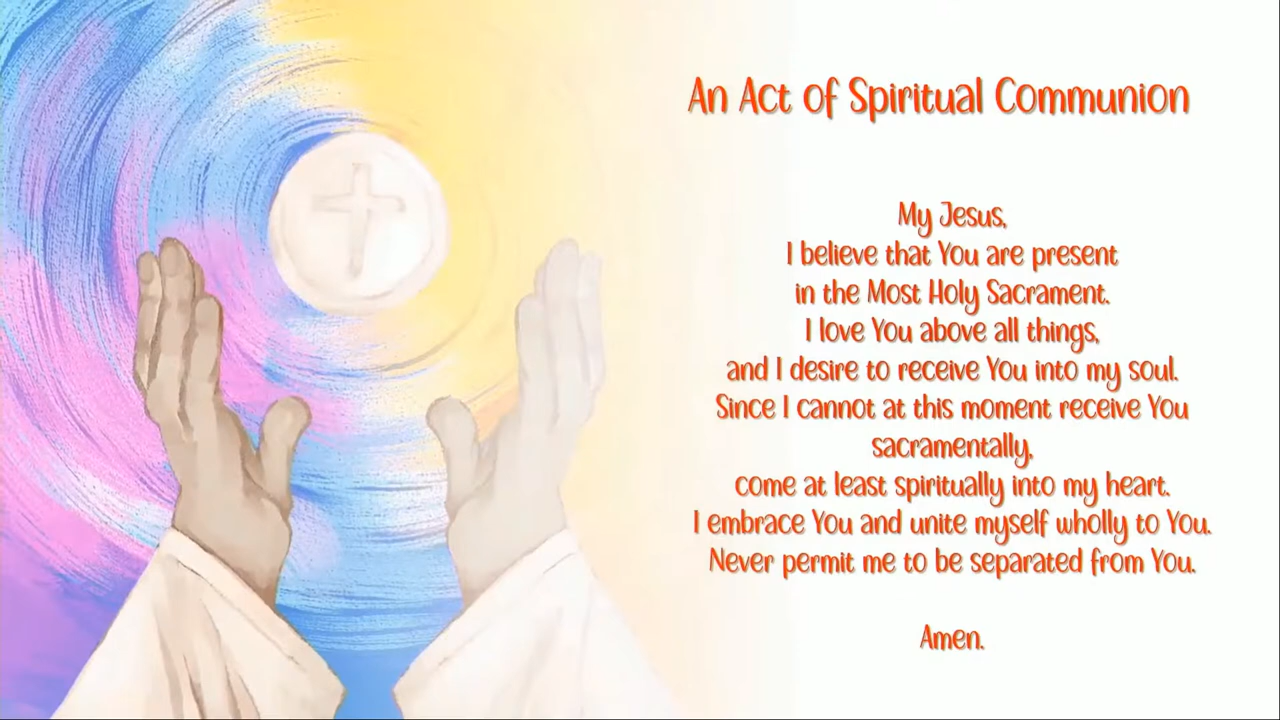 An Act of Spiritual Communion
My Jesus,
I believe that You are present
in the Most Holy Sacrament.
I love You above all things,
and I desire to receive You into my soul.
Since I cannot at this moment receive You
sacramentally,
come at least spiritually into my heart.
I embrace You and unite myself wholly to You.
Never permit me to be separated from You.
Amen.